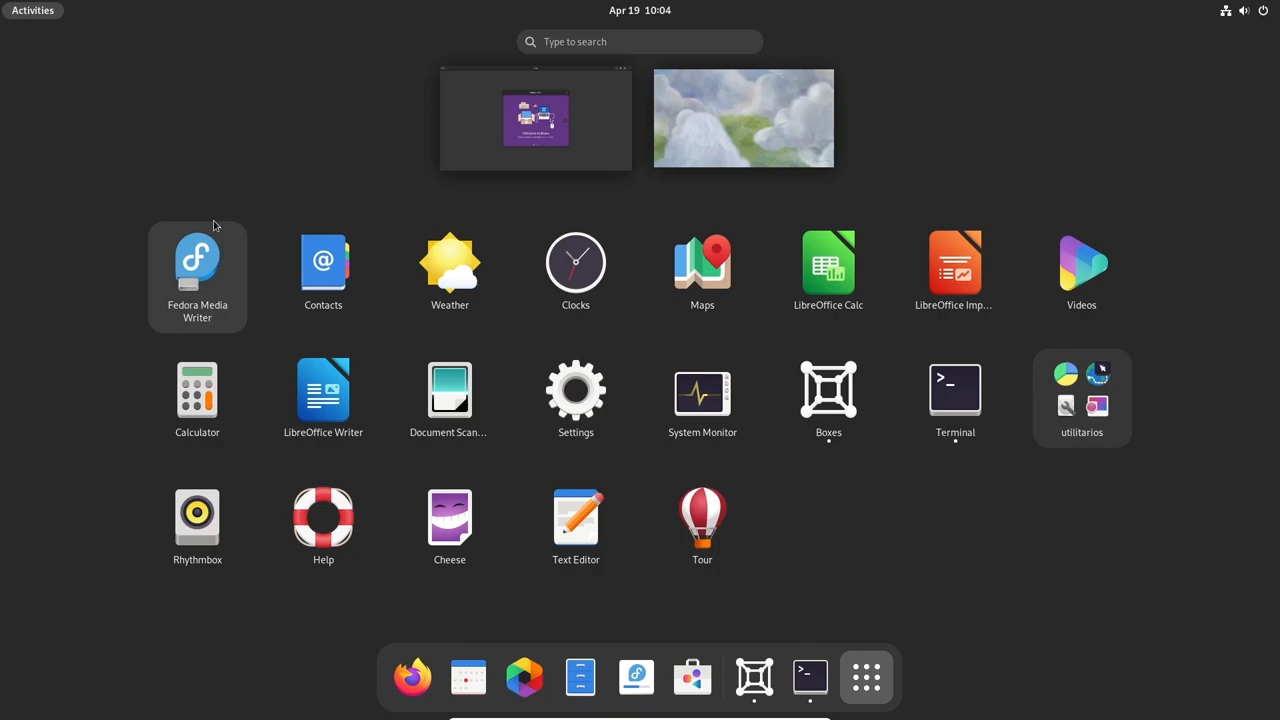 Activities
Apr 19 10:04
Type to search
Fedora Media
Writer
Contacts
Weather
Clocks
Maps
LibreOffice Calc
LibreOffice Imp...
Videos
Calculator
LibreOffice Writer
Document Scan...
Settings
System Monitor
Boxes
Terminal
utilitarios
Rhythmbox
Help
Cheese
Text Editor
Tour